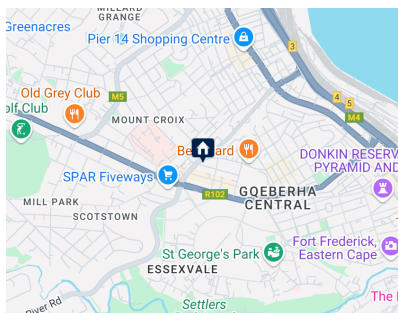 MILLARD
GRANGE
Greenacres
Pier 14 Shopping Centre
3
M5
4
5
Old Grey Club
M4
olf Club
MOUNT CROIX
Be
ard
DONKIN RESERV
PYRAMID AND
SPAR Fiveways
R102
GQEBERHA
CENTRAL
MILL PARK
SCOTSTOWN
Fort Frederick,
Eastern Cape
St George's Park
ESSEXVALE
The
River Rd
Settlers